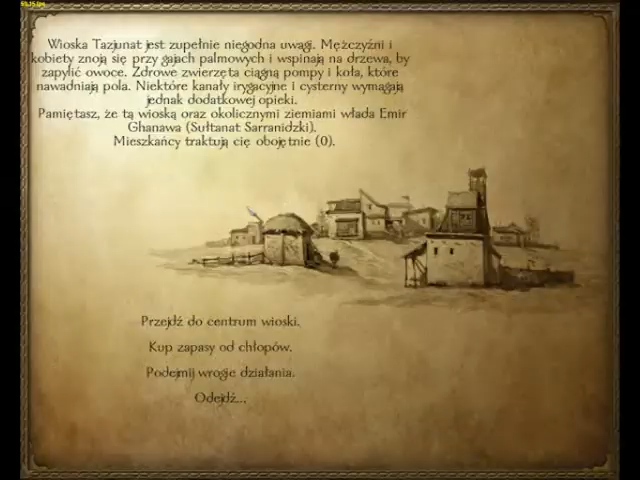 Wioska Tazjunat jest zupełnie niegodna uwagi. Mężczyźni i
kobiety znoją się przy gajach palmowych i wspinają na drzewa, by
zapylić owoce. Zdrowe zwierzęta ciągną pompy i koła, które
nawadniają pola. Niektóre kanały irygacyjne i cysterny wymagają
jednak dodatkowej opieki.
Pamiętasz, że tą wioską oraz okolicznymi ziemiami włada Emir
Ghanawa (Sułtanat Sarranidzki).
Mieszkańcy traktują cię obojętnie (0).
Przejdź do centrum wioski.
Kup zapasy od chłopów.
Podejmij wrogie działania.
Odejdź...